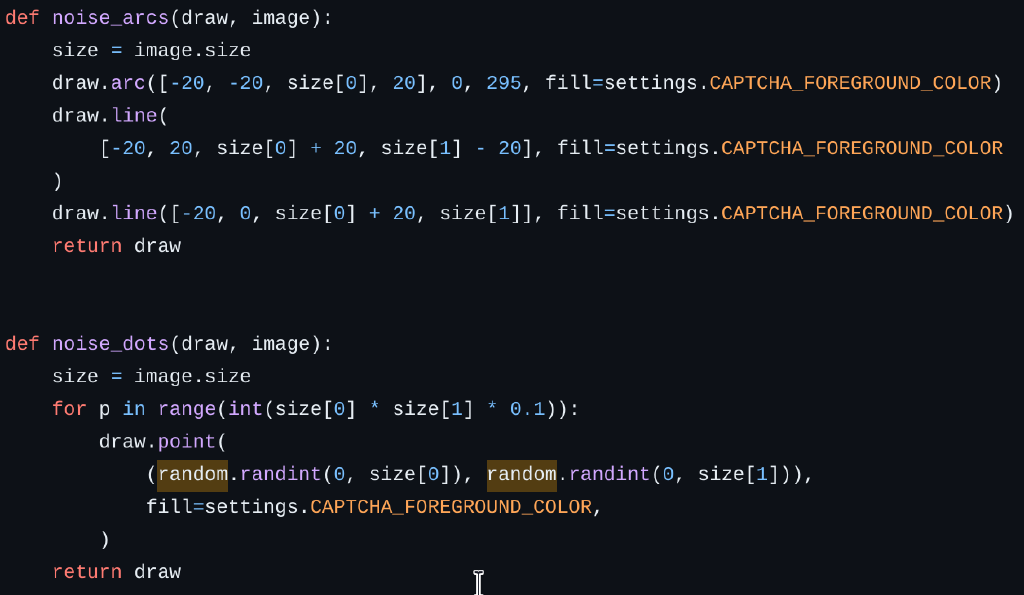 def noise_arcs(draw, image):
    size = image.size
    draw.arc([-20, -20, size[0], 20], 0, 295, fill=settings.CAPTCHA_FOREGROUND_COLOR)
    draw.line(
        [-20, 20, size[0] + 20, size[1] - 20], fill=settings.CAPTCHA_FOREGROUND_COLOR
    )
    draw.line([-20, 0, size[0] + 20, size[1]], fill=settings.CAPTCHA_FOREGROUND_COLOR)
    return draw
def noise_dots(draw, image):
    size = image.size
    for p in range(int(size[0] * size[1] * 0.1)):
        draw.point(
            (random.randint(0, size[0]), random.randint(0, size[1])),
            fill=settings.CAPTCHA_FOREGROUND_COLOR,
        )
    return draw